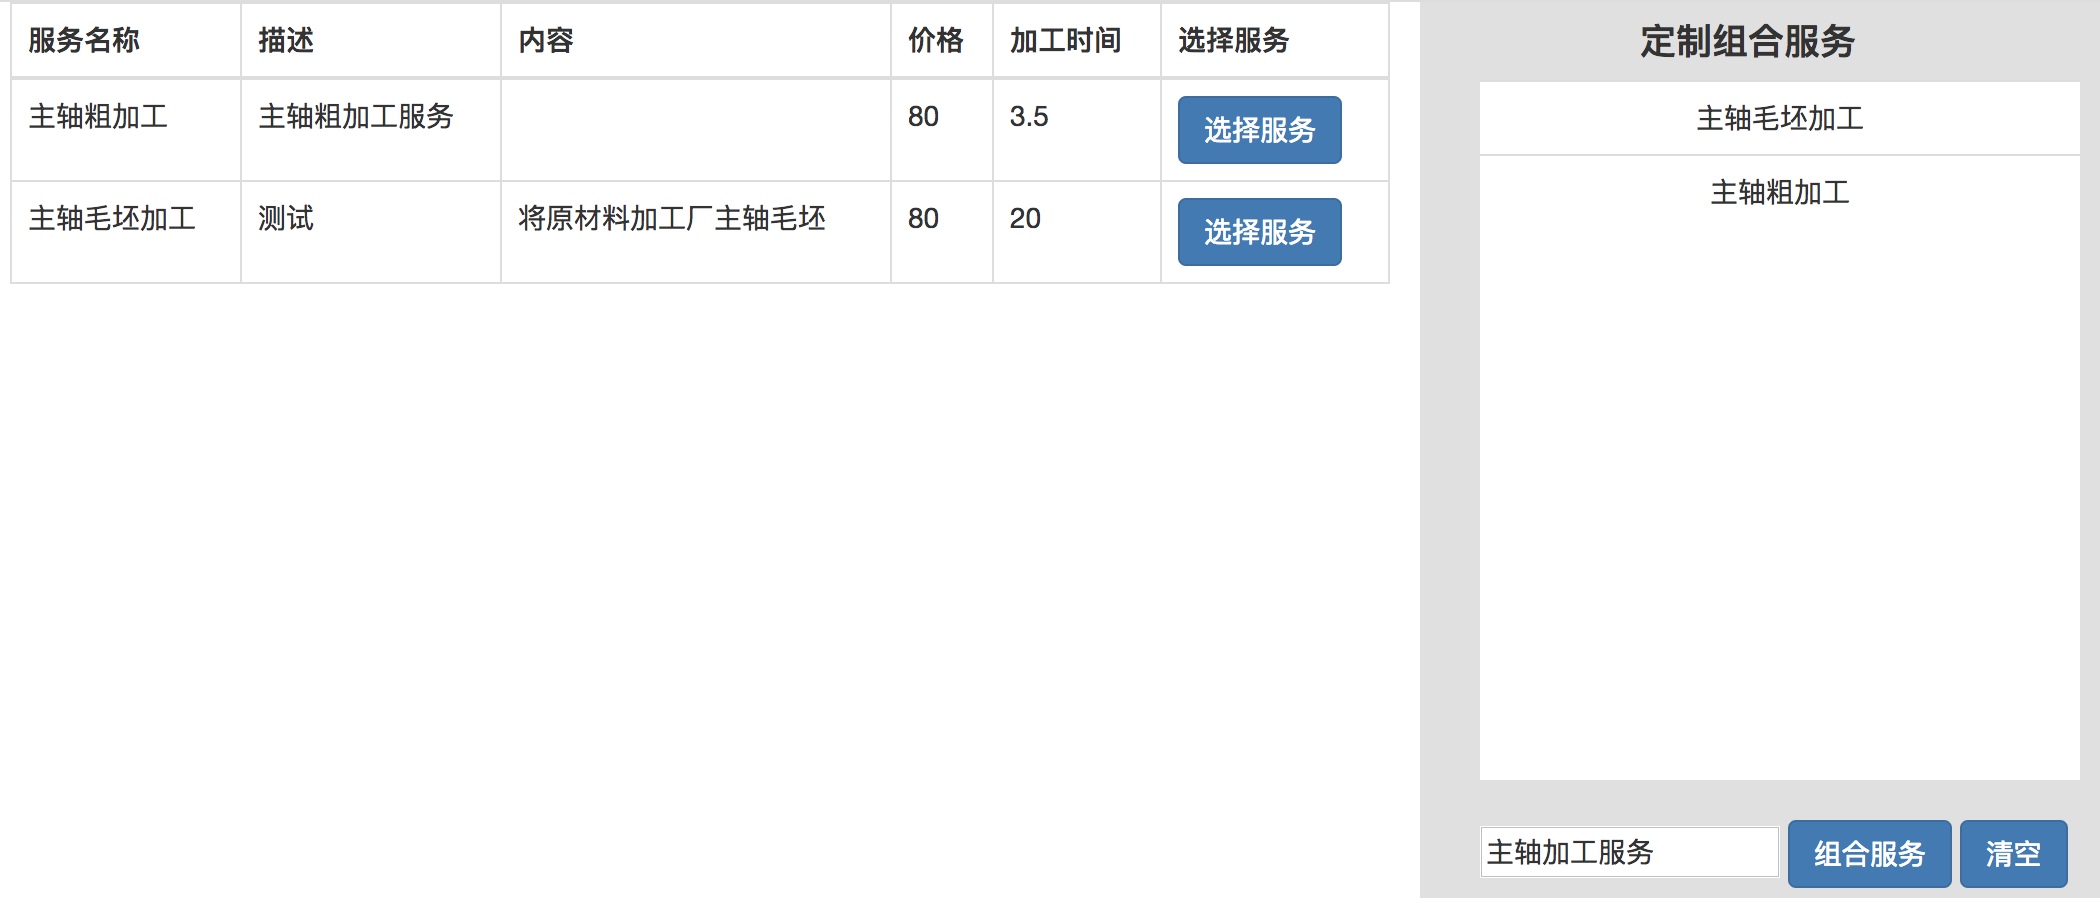 服务名称 描述 内容 价格 加工时间 选择服务
主轴粗加工 主轴粗加工服务 80 3.5 选择服务
主轴毛坯加工 测试 将原材料加工厂主轴毛坯 80 20 选择服务
定制组合服务
主轴毛坯加工
主轴粗加工
主轴加工服务 组合服务 清空